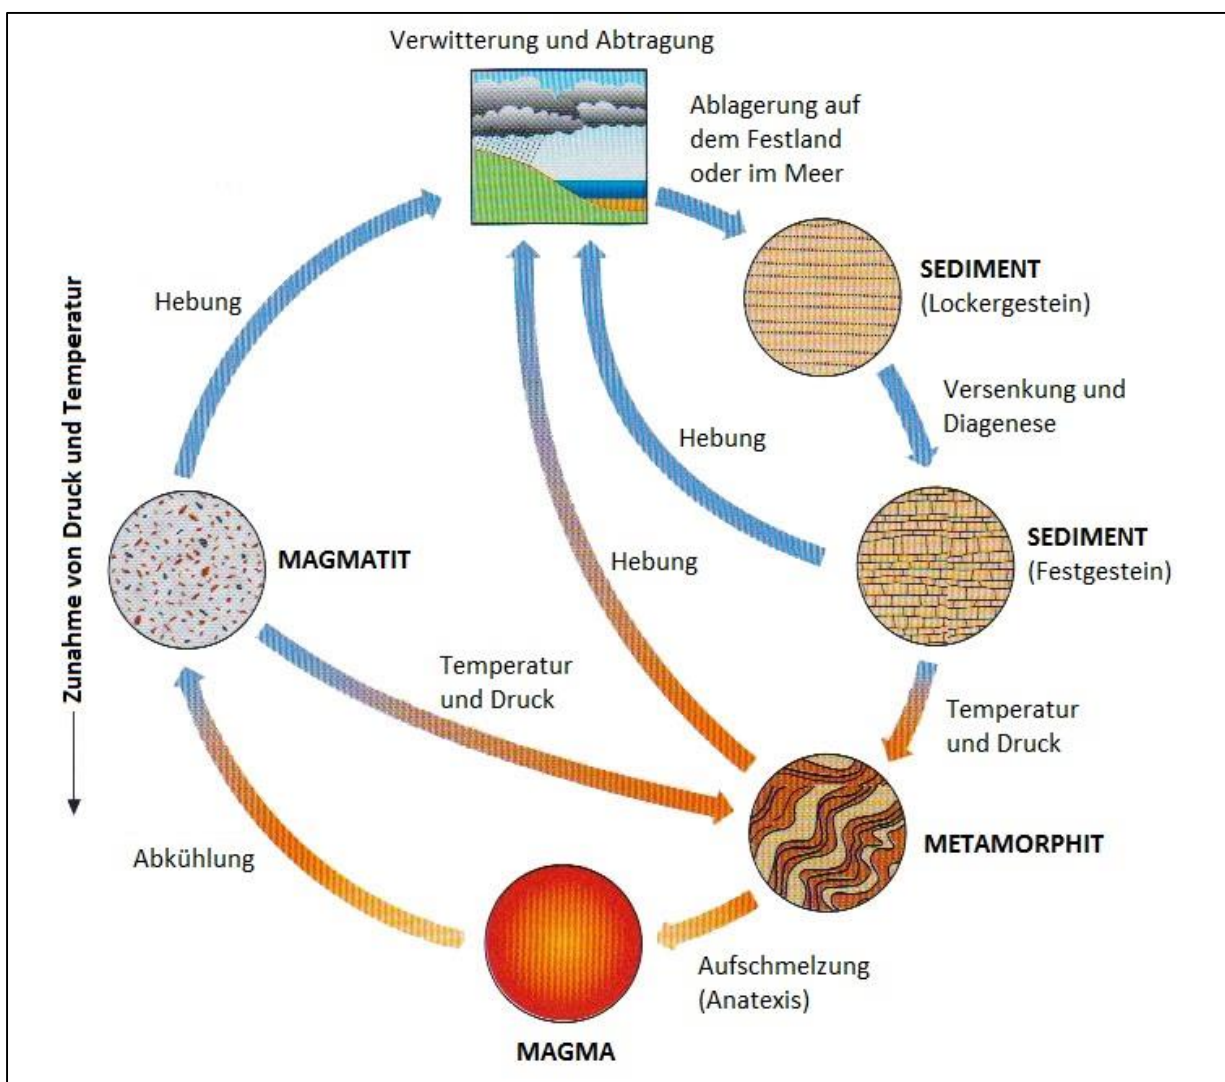 Verwitterung und Abtragung
Ablagerung auf
dem Festland
oder im Meer
SEDIMENT
(Lockergestein)
Hebung
Versenkung und
Diagenese
Hebung
Zunahme von Druck und Temperatur
SEDIMENT
(Festgestein)
MAGMATIT
Hebung
Temperatur
und Druck
Temperatur
und Druck
METAMORPHIT
Abkühlung
Aufschmelzung
(Anatexis)
MAGMA